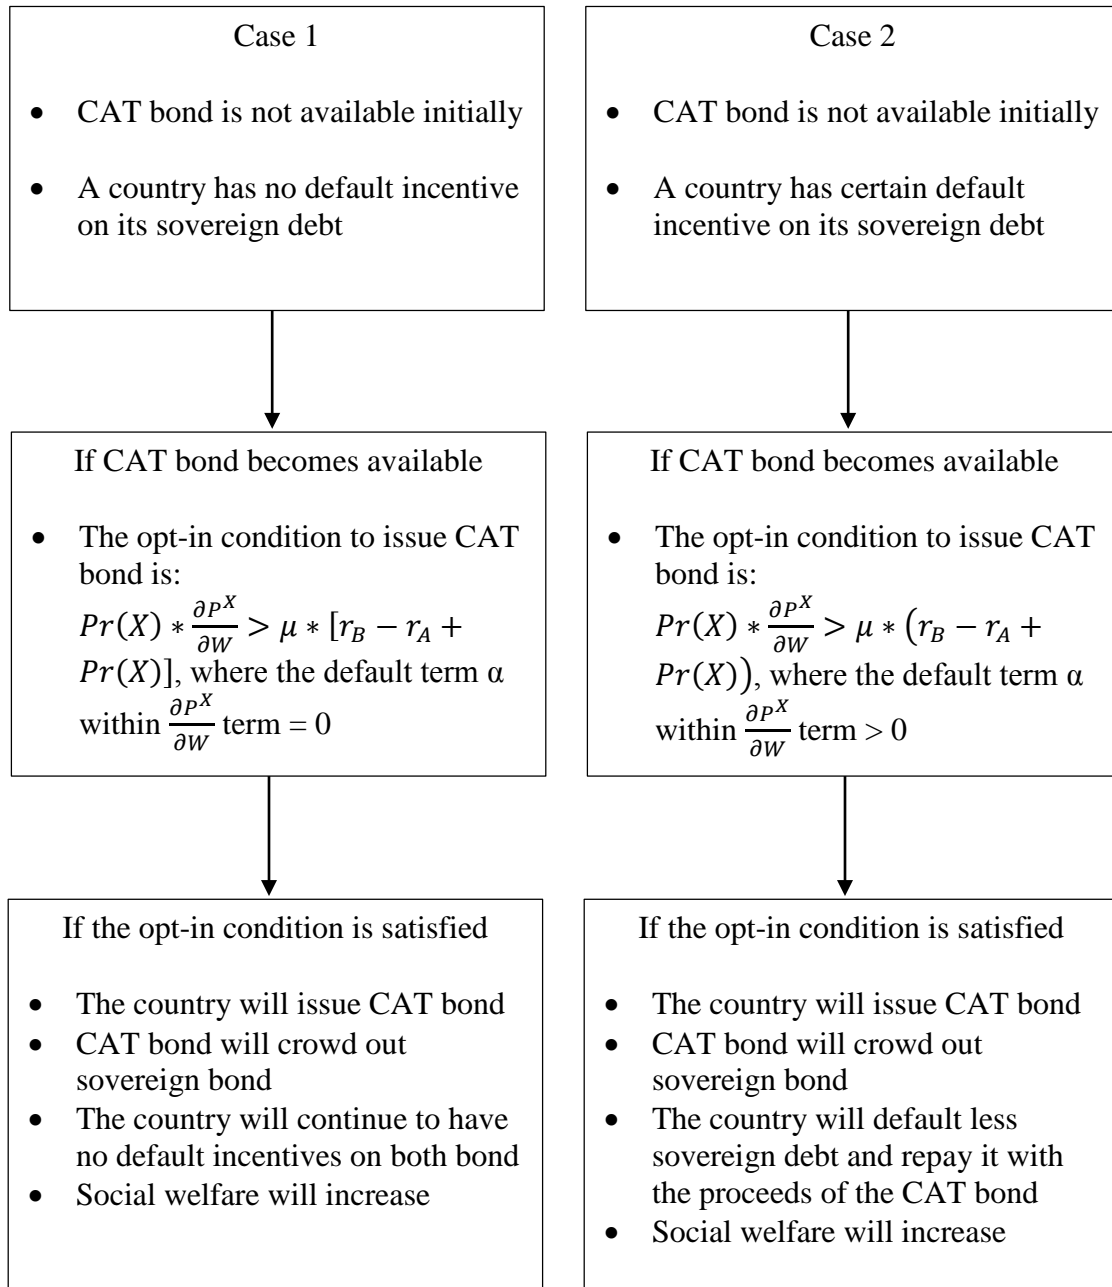 Case 1
• CAT bond is not available initially
• A country has no default incentive
on its sovereign debt
If CAT bond becomes available
• The opt-in condition to issue CAT
bond is:
𝑃𝑟(𝑋) ∗ ∂𝑃^𝑋/∂𝑊 > 𝜇 ∗ [𝑟_𝐵 − 𝑟_𝐴 +
𝑃𝑟(𝑋)], where the default term α
within ∂𝑃^𝑋/∂𝑊 term = 0
If the opt-in condition is satisfied
• The country will issue CAT bond
• CAT bond will crowd out
sovereign bond
• The country will continue to have
no default incentives on both bond
• Social welfare will increase
Case 2
• CAT bond is not available initially
• A country has certain default
incentive on its sovereign debt
If CAT bond becomes available
• The opt-in condition to issue CAT
bond is:
𝑃𝑟(𝑋) ∗ ∂𝑃^𝑋/∂𝑊 > 𝜇 ∗ (𝑟_𝐵 − 𝑟_𝐴 +
𝑃𝑟(𝑋)), where the default term α
within ∂𝑃^𝑋/∂𝑊 term > 0
If the opt-in condition is satisfied
• The country will issue CAT bond
• CAT bond will crowd out
sovereign bond
• The country will default less
sovereign debt and repay it with
the proceeds of the CAT bond
• Social welfare will increase